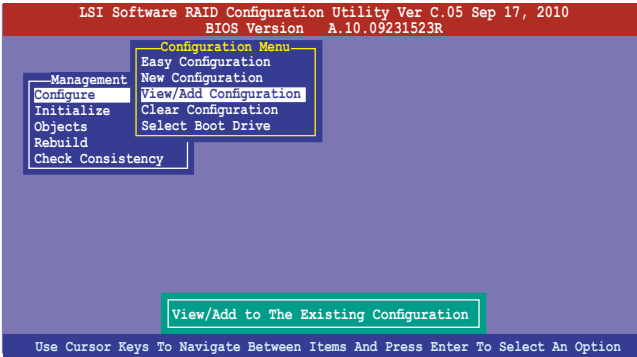 LSI Software RAID Configuration Utility Ver C.05 Sep 17, 2010
BIOS Version A.10.09231523R
Configuration Menu
Easy Configuration
New Configuration
View/Add Configuration
Clear Configuration
Select Boot Drive
Management
Configure
Initialize
Objects
Rebuild
Check Consistency
View/Add to The Existing Configuration
Use Cursor Keys To Navigate Between Items And Press Enter To Select An Option